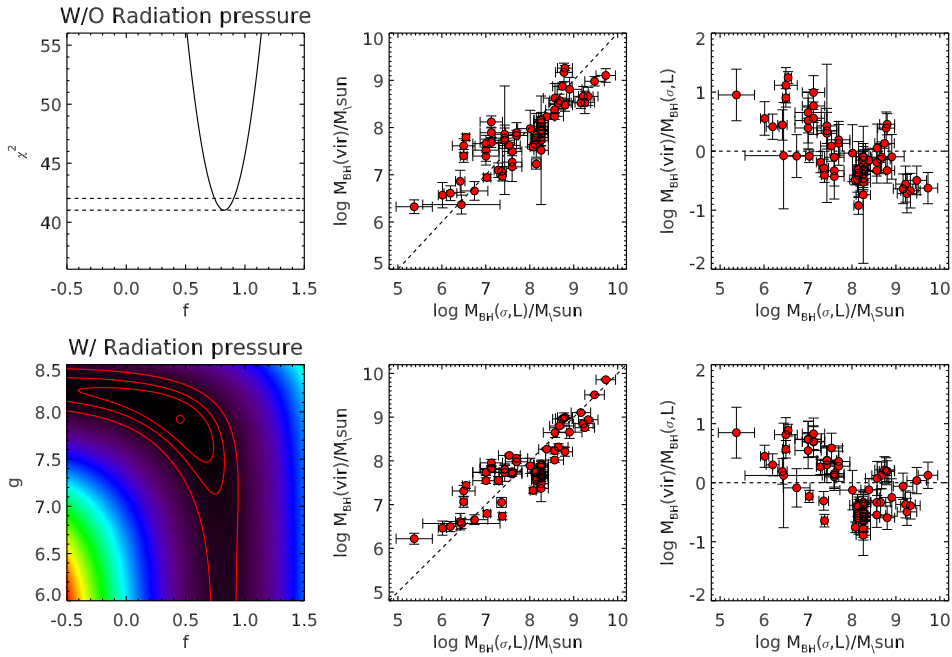 W/O Radiation pressure
55
50
45
40
χ²
-0.5 0.0 0.5 1.0 1.5
f
10
9
8
7
6
5
log M_BH(vir)/M_\sun
5 6 7 8 9 10
log M_BH(σ,L)/M_\sun
2
1
0
-1
-2
log M_BH(vir)/M_BH(σ,L)
5 6 7 8 9 10
log M_BH(σ,L)/M_\sun
W/ Radiation pressure
8.5
8.0
7.5
7.0
6.5
6.0
g
-0.5 0.0 0.5 1.0 1.5
f
10
9
8
7
6
5
log M_BH(vir)/M_\sun
5 6 7 8 9 10
log M_BH(σ,L)/M_\sun
2
1
0
-1
-2
log M_BH(vir)/M_BH(σ,L)
5 6 7 8 9 10
log M_BH(σ,L)/M_\sun